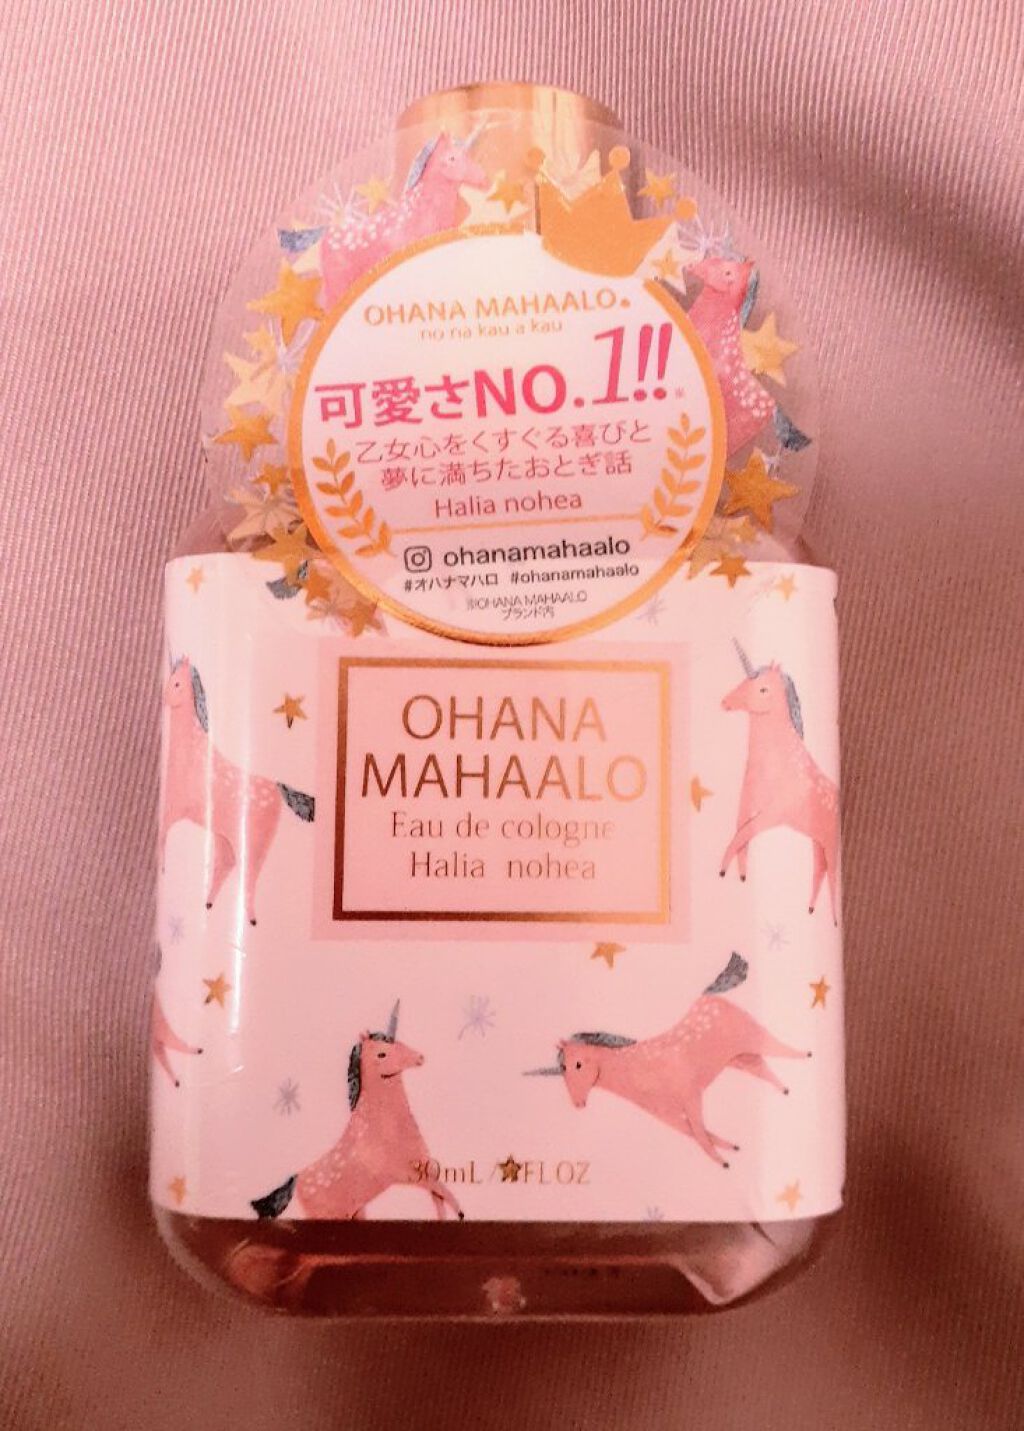 OHANA MAHAALO.
no na kau a kau
可愛さNO.1!!※
乙女心をくすぐる喜びと
夢に満ちたおとぎ話
Halia nohea
ohanamahaalo
#オハナマハロ #ohanamahaalo
※OHANA MAHAALO
ブランド内
OHANA
MAHAALO
Eau de cologne
Halia nohea
30mL / FL OZ